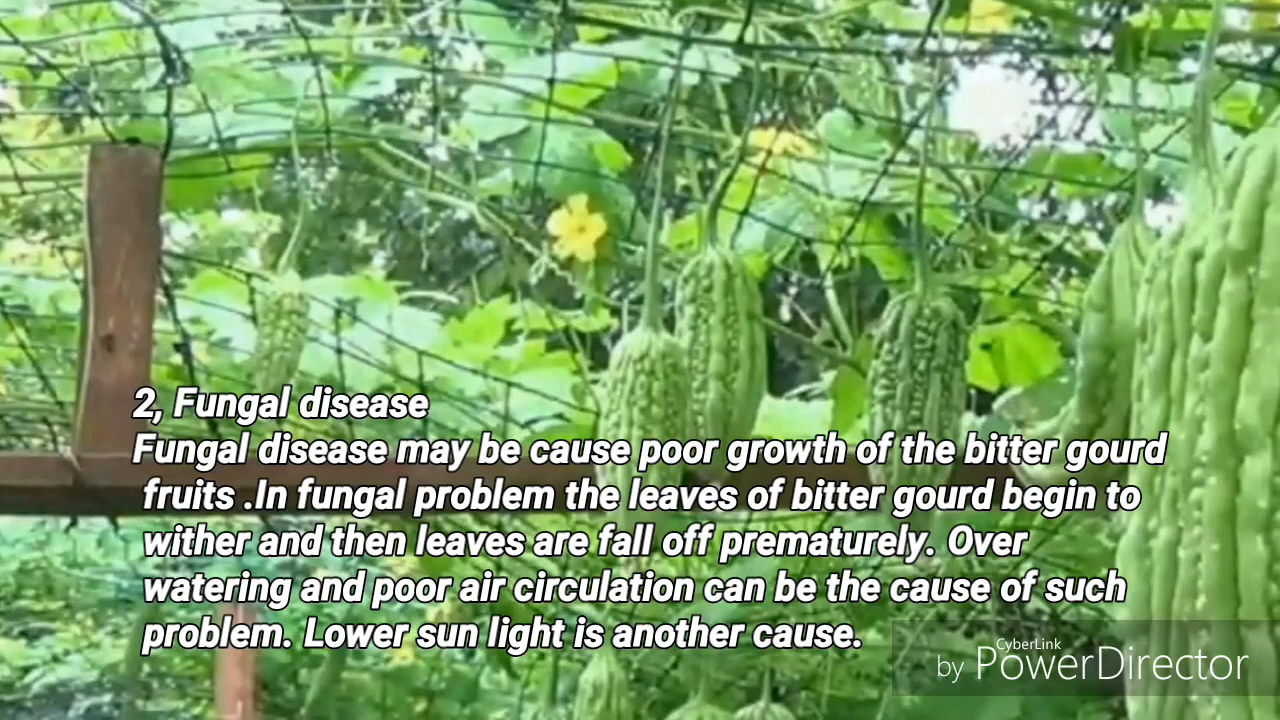 2, Fungal disease
Fungal disease may be cause poor growth of the bitter gourd
fruits .In fungal problem the leaves of bitter gourd begin to
wither and then leaves are fall off prematurely. Over
watering and poor air circulation can be the cause of such
problem. Lower sun light is another cause.
CyberLink
by PowerDirector